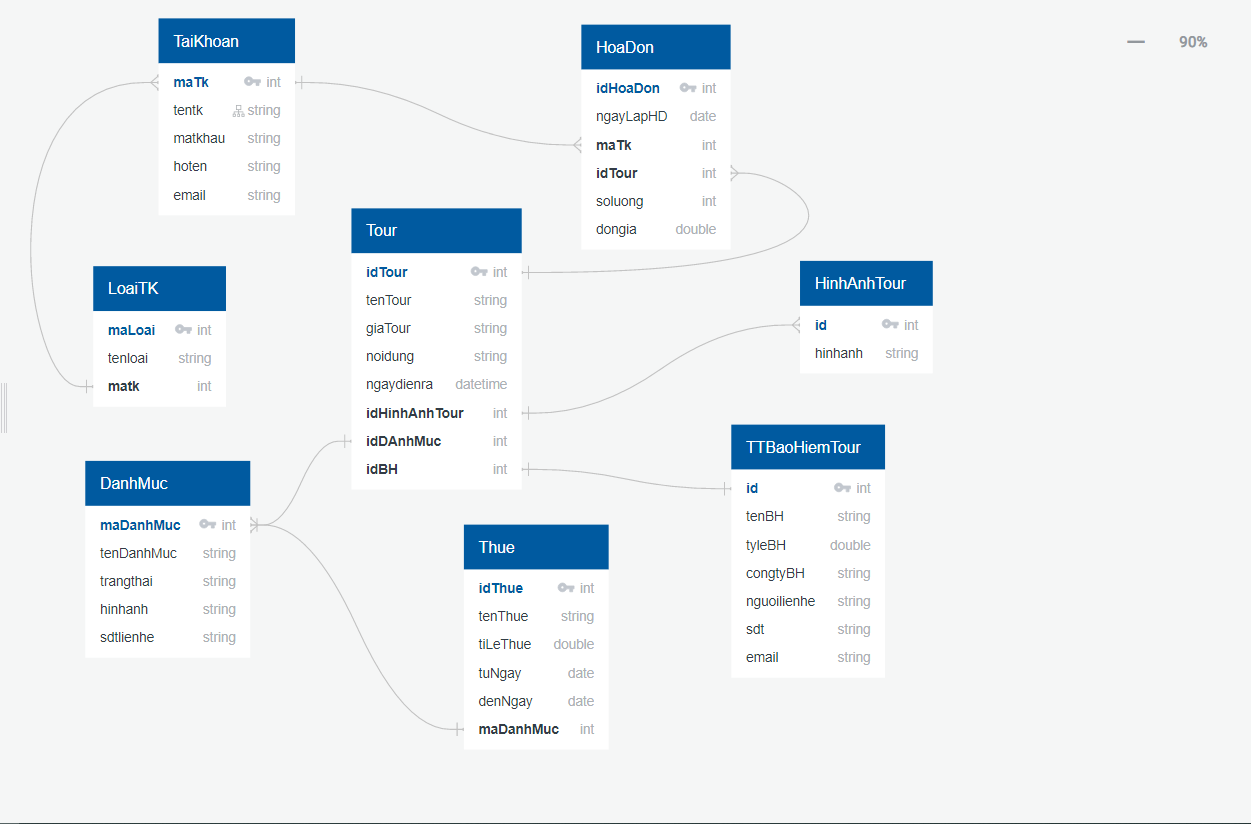 TaiKhoan
maTk int
tentk string
matkhau string
hoten string
email string
HoaDon
idHoaDon int
ngayLapHD date
maTk int
idTour int
soluong int
dongia double
90%
Tour
idTour int
tenTour string
giaTour string
noidung string
ngaydienra datetime
idHinhAnhTour int
idDAnhMuc int
idBH int
LoaiTK
maLoai int
tenloai string
matk int
HinhAnhTour
id int
hinhanh string
TTBaoHiemTour
id int
tenBH string
tyleBH double
congtyBH string
nguoilienhe string
sdt string
email string
DanhMuc
maDanhMuc int
tenDanhMuc string
trangthai string
hinhanh string
sdtlienhe string
Thue
idThue int
tenThue string
tiLeThue double
tuNgay date
denNgay date
maDanhMuc int